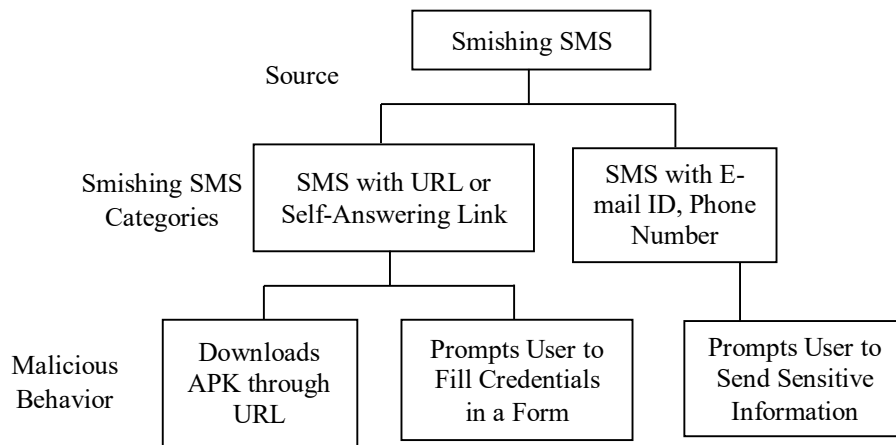 Smishing SMS
Source
Smishing SMS
Categories
SMS with URL or
Self-Answering Link
SMS with E-
mail ID, Phone
Number
Malicious
Behavior
Downloads
APK through
URL
Prompts User to
Fill Credentials
in a Form
Prompts User to
Send Sensitive
Information